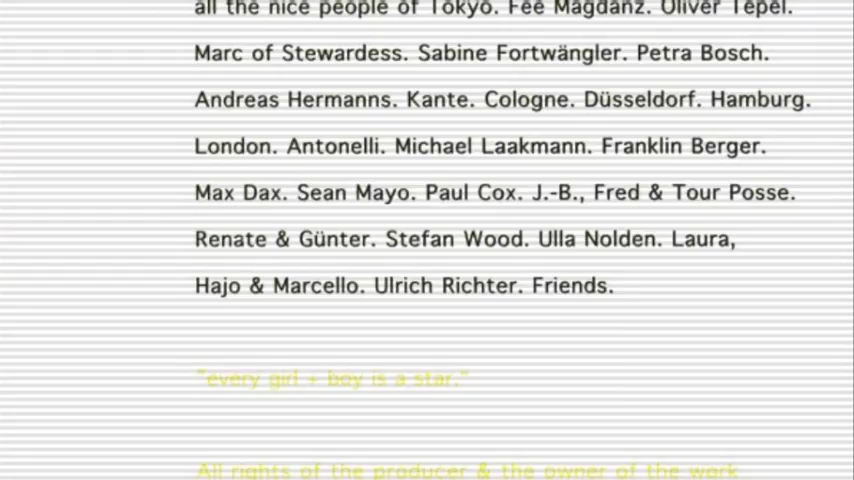 all the nice people of Tokyo. Fee Magdanz. Oliver Tepel.
Marc of Stewardess. Sabine Fortwängler. Petra Bosch.
Andreas Hermanns. Kante. Cologne. Düsseldorf. Hamburg.
London. Antonelli. Michael Laakmann. Franklin Berger.
Max Dax. Sean Mayo. Paul Cox. J.-B., Fred & Tour Posse.
Renate & Günter. Stefan Wood. Ulla Nolden. Laura,
Hajo & Marcello. Ulrich Richter. Friends.
"every girl + boy is a star."
All rights of the producer & the owner of the work